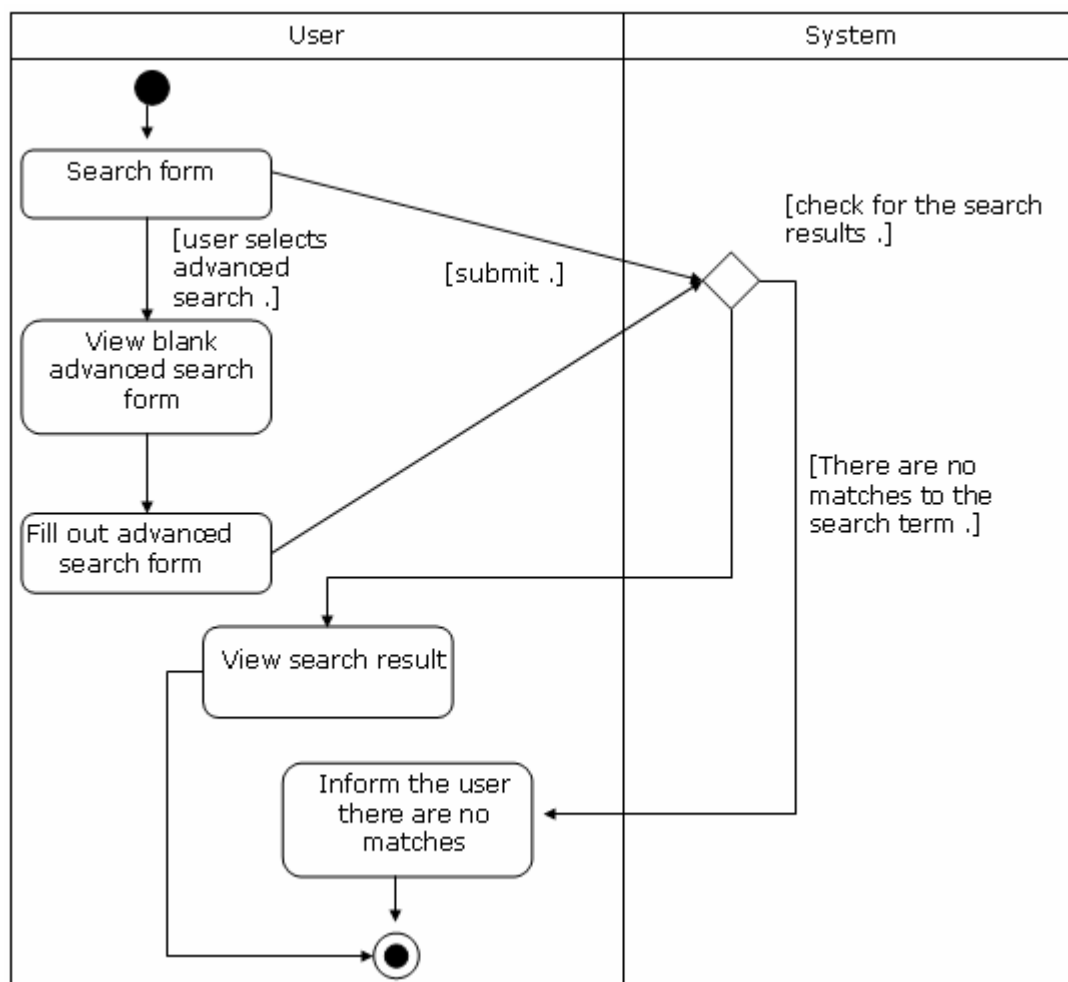 User
System
Search form
[check for the search
results .]
[user selects
advanced
search .]
[submit .]
View blank
advanced search
form
[There are no
matches to the
search term .]
Fill out advanced
search form
View search result
Inform the user
there are no
matches